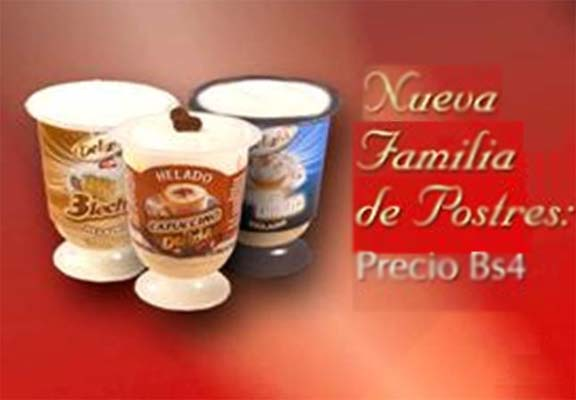 Nueva
Familia
de Postres:
Precio Bs4
HELADO
CAPUCCINO